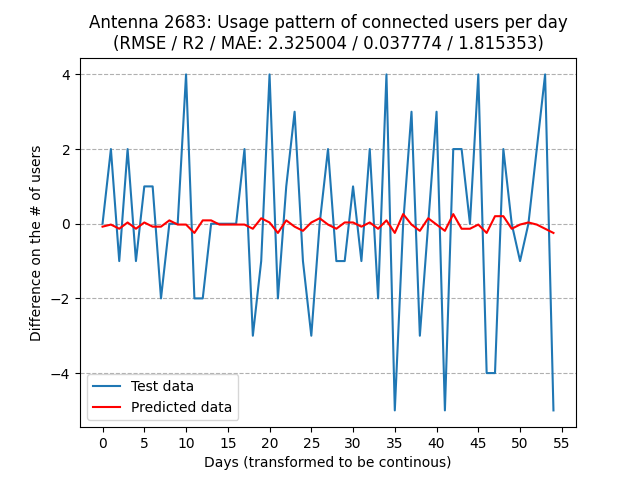 Antenna 2683: Usage pattern of connected users per day
(RMSE / R2 / MAE: 2.325004 / 0.037774 / 1.815353)
Difference on the # of users
4
2
0
−2
−4
Test data
Predicted data
0 5 10 15 20 25 30 35 40 45 50 55
Days (transformed to be continous)